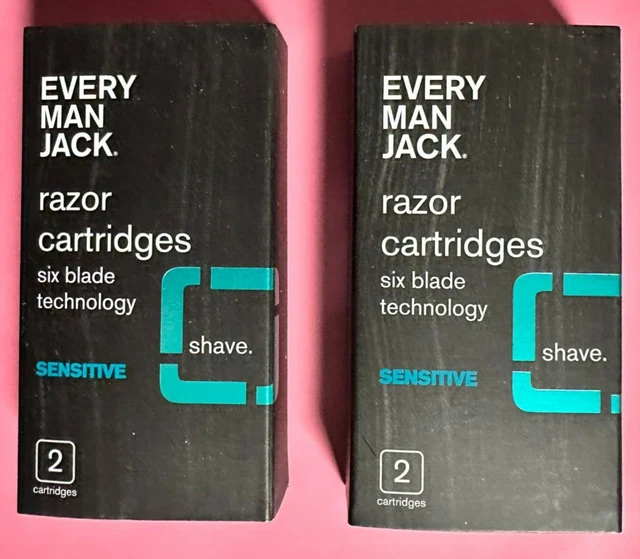 EVERY
MAN
JACK.
razor
cartridges
six blade
technology
shave.
SENSITIVE
2
cartridges
EVERY
MAN
JACK.
razor
cartridges
six blade
technology
shave.
SENSITIVE
2
cartridges